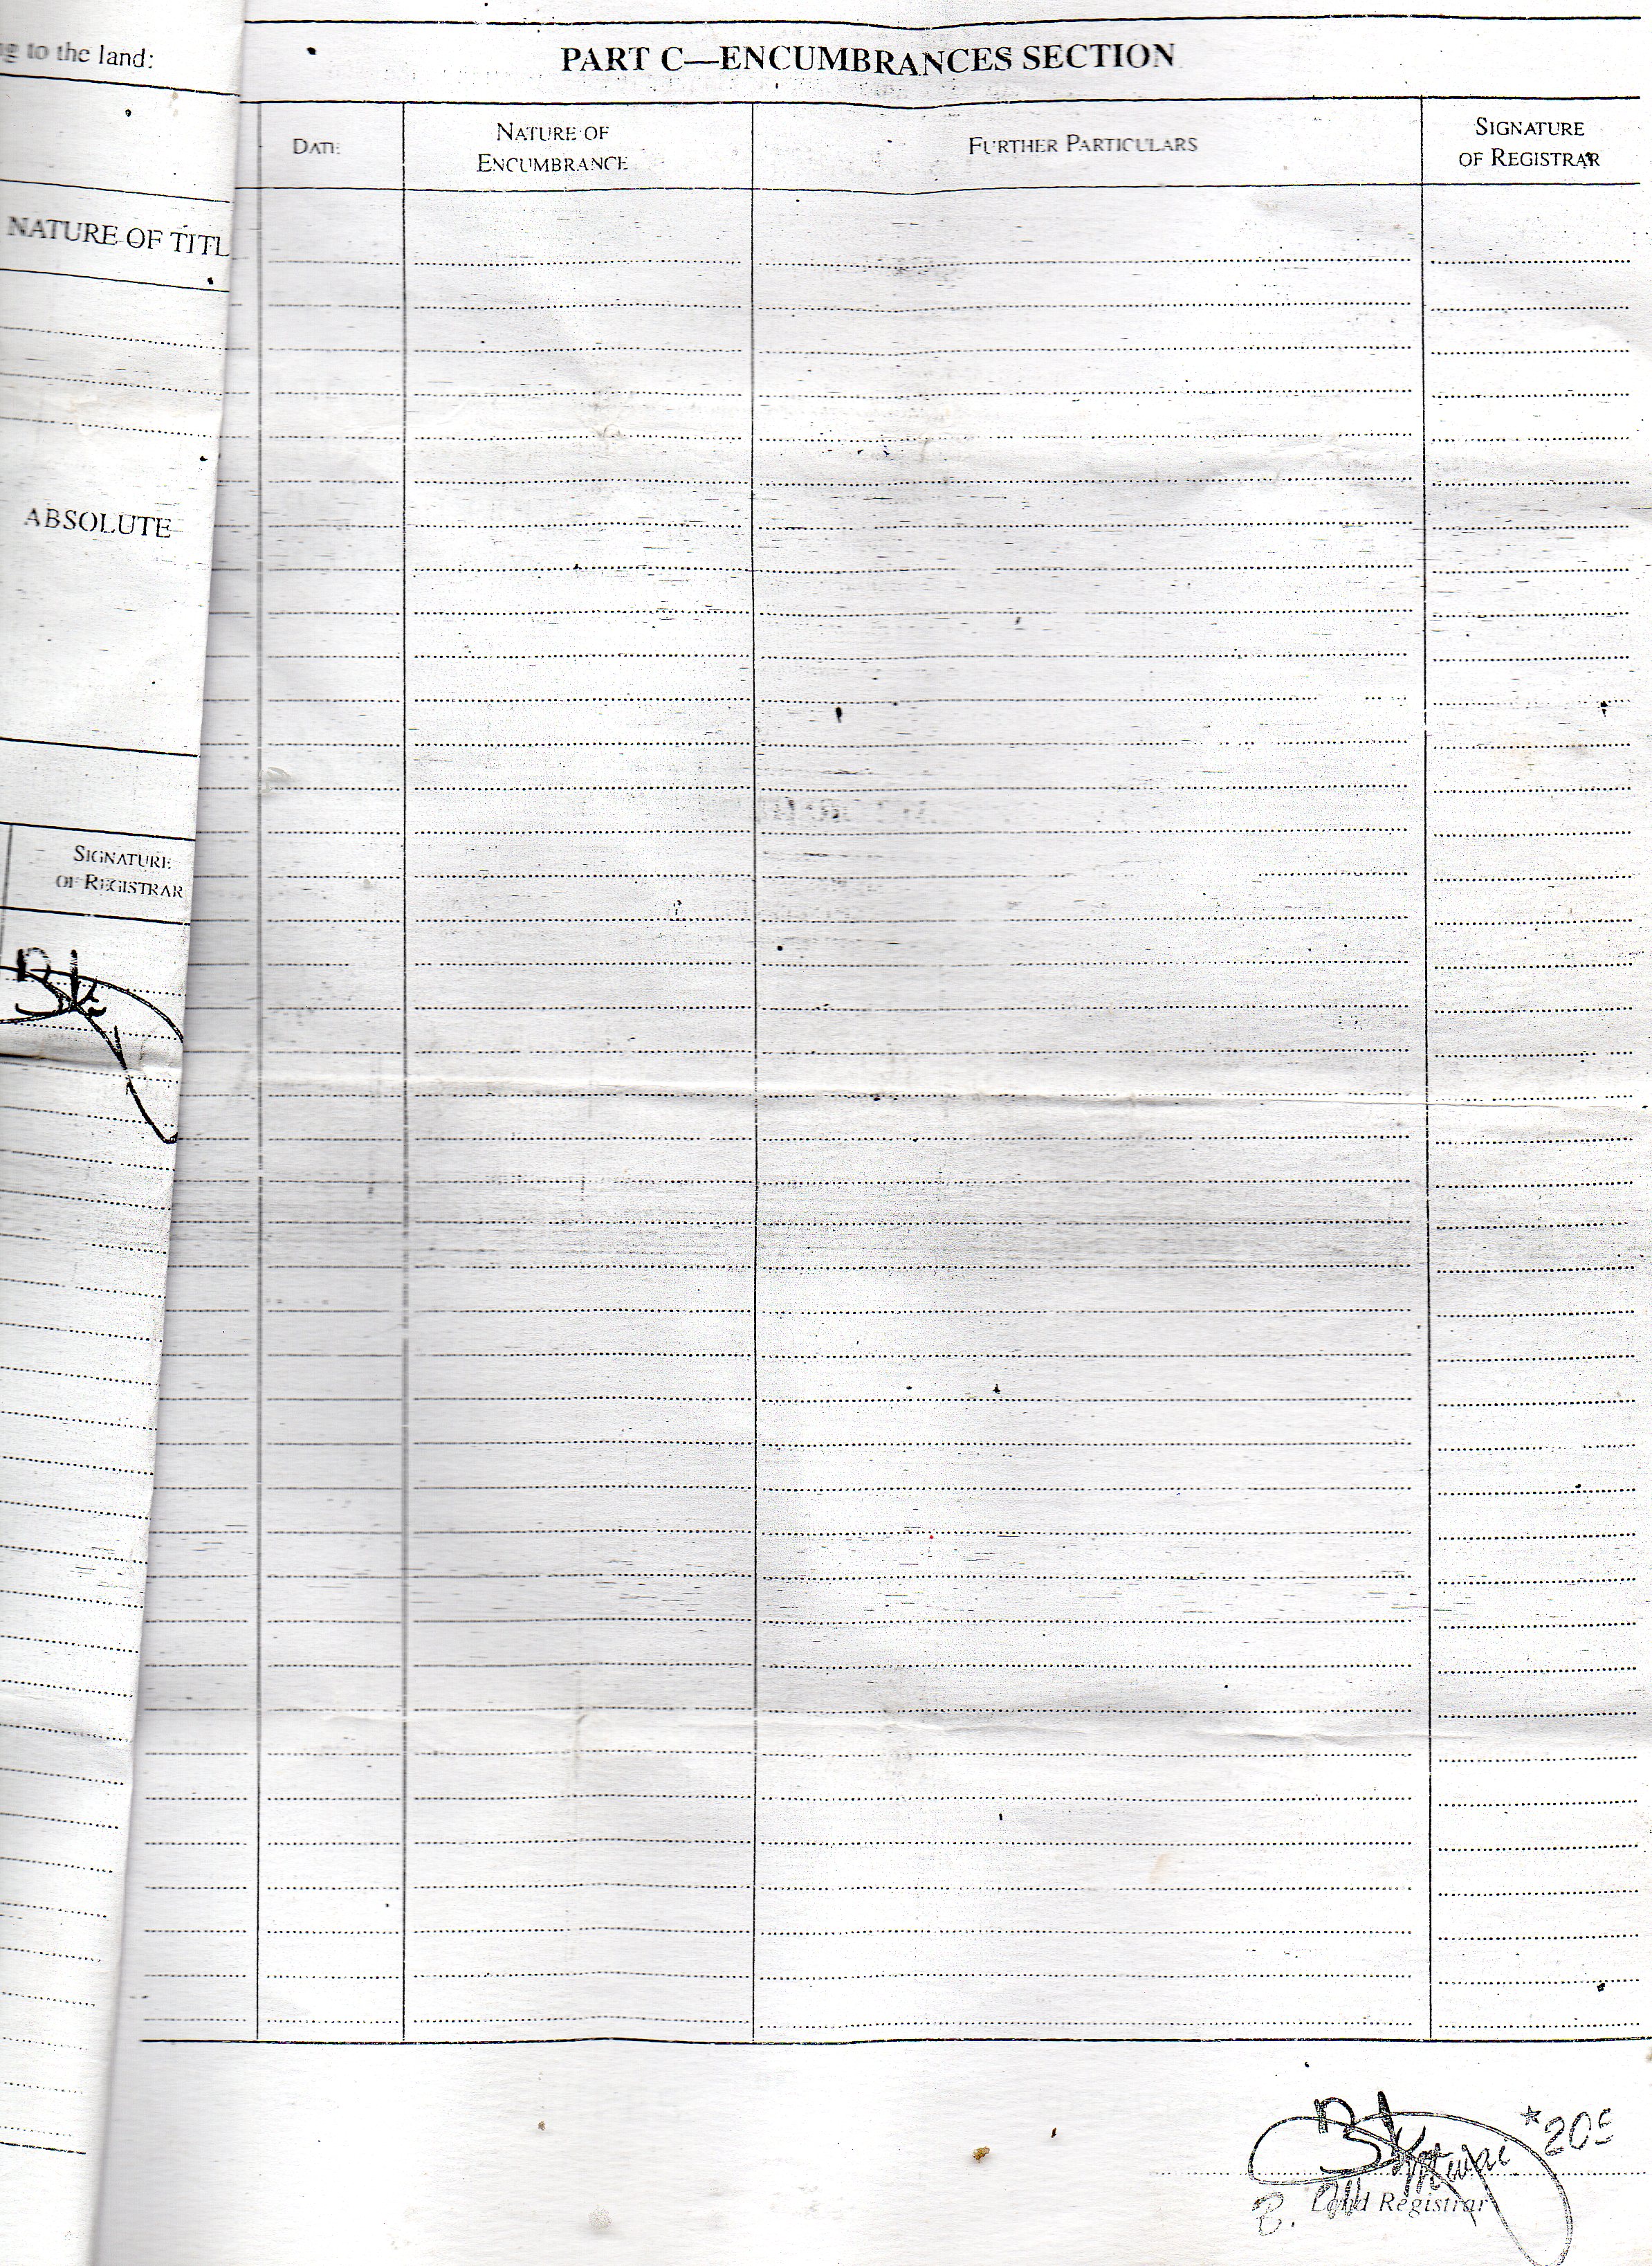 g to the land:
NATURE OF TITL
ABSOLUTE
SIGNATURE
OF REGISTRAR
PART C—ENCUMBRANCES SECTION
DATE
NATURE OF
ENCUMBRANCE
FURTHER PARTICULARS
SIGNATURE
OF REGISTRAR
Land Registrar